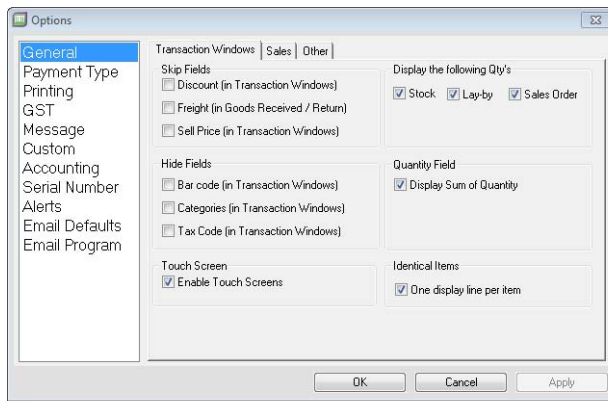 Options
General
Payment Type
Printing
GST
Message
Custom
Accounting
Serial Number
Alerts
Email Defaults
Email Program
Transaction Windows Sales Other
Skip Fields
Discount (in Transaction Windows)
Freight (in Goods Received / Return)
Sell Price (in Transaction Windows)
Display the following Qty's
Stock Lay-by Sales Order
Hide Fields
Bar code (in Transaction Windows)
Categories (in Transaction Windows)
Tax Code (in Transaction Windows)
Quantity Field
Display Sum of Quantity
Touch Screen
Enable Touch Screens
Identical Items
One display line per item
OK Cancel Apply